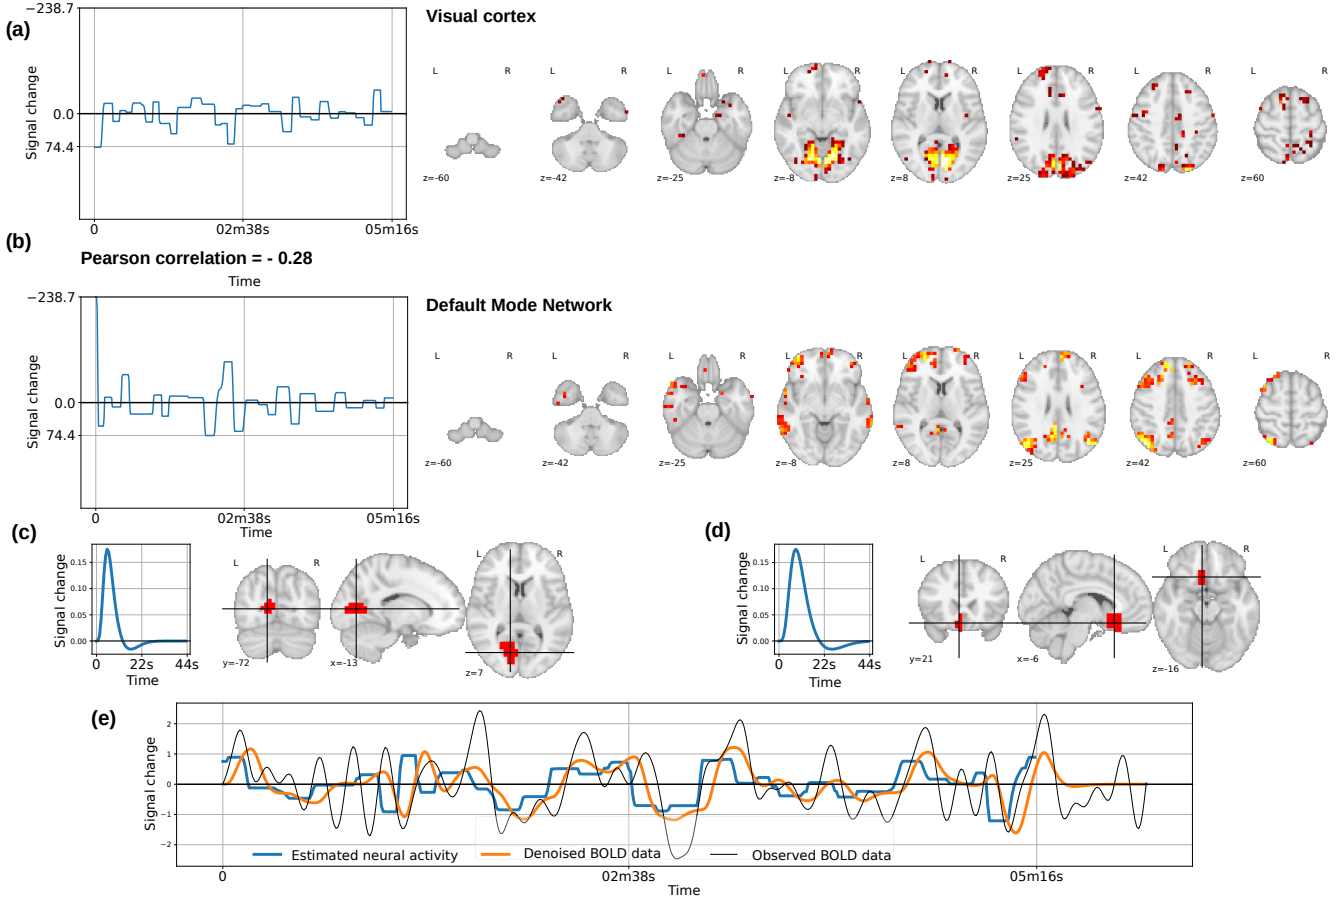 (a)
Visual cortex
−238.7
0.0
74.4
Signal change
0
02m38s
05m16s
L R
z=-60
L R
z=-42
L R
z=-25
L R
z=-8
L R
z=8
L R
z=25
L R
z=42
L R
z=60
(b)
Pearson correlation = - 0.28
Time
Default Mode Network
−238.7
0.0
74.4
Signal change
0
02m38s
05m16s
Time
L R
z=-60
L R
z=-42
L R
z=-25
L R
z=-8
L R
z=8
L R
z=25
L R
z=42
L R
z=60
(c)
Signal change
0.15
0.10
0.05
0.00
0
22s
44s
Time
L R
y=-72
x=-13
L R
z=7
(d)
Signal change
0.15
0.10
0.05
0.00
0
22s
44s
Time
L R
y=21
x=-6
L R
z=-16
(e)
Signal change
2
1
0
−1
−2
Estimated neural activity
Denoised BOLD data
Observed BOLD data
0
02m38s
05m16s
Time